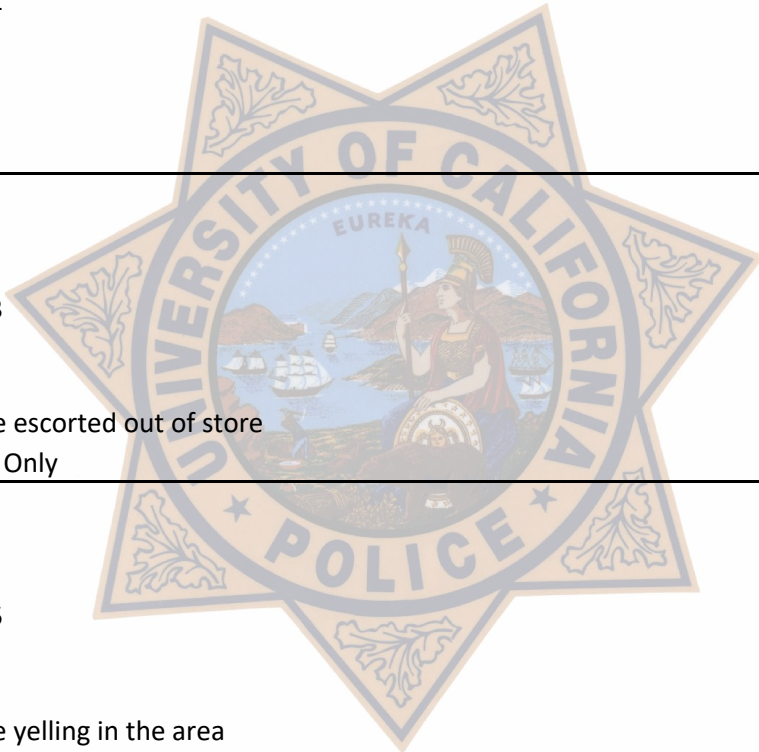 UNIVERSITY OF CALIFORNIA
EUREKA
escorted out of store
Only
POLICE
yelling in the area